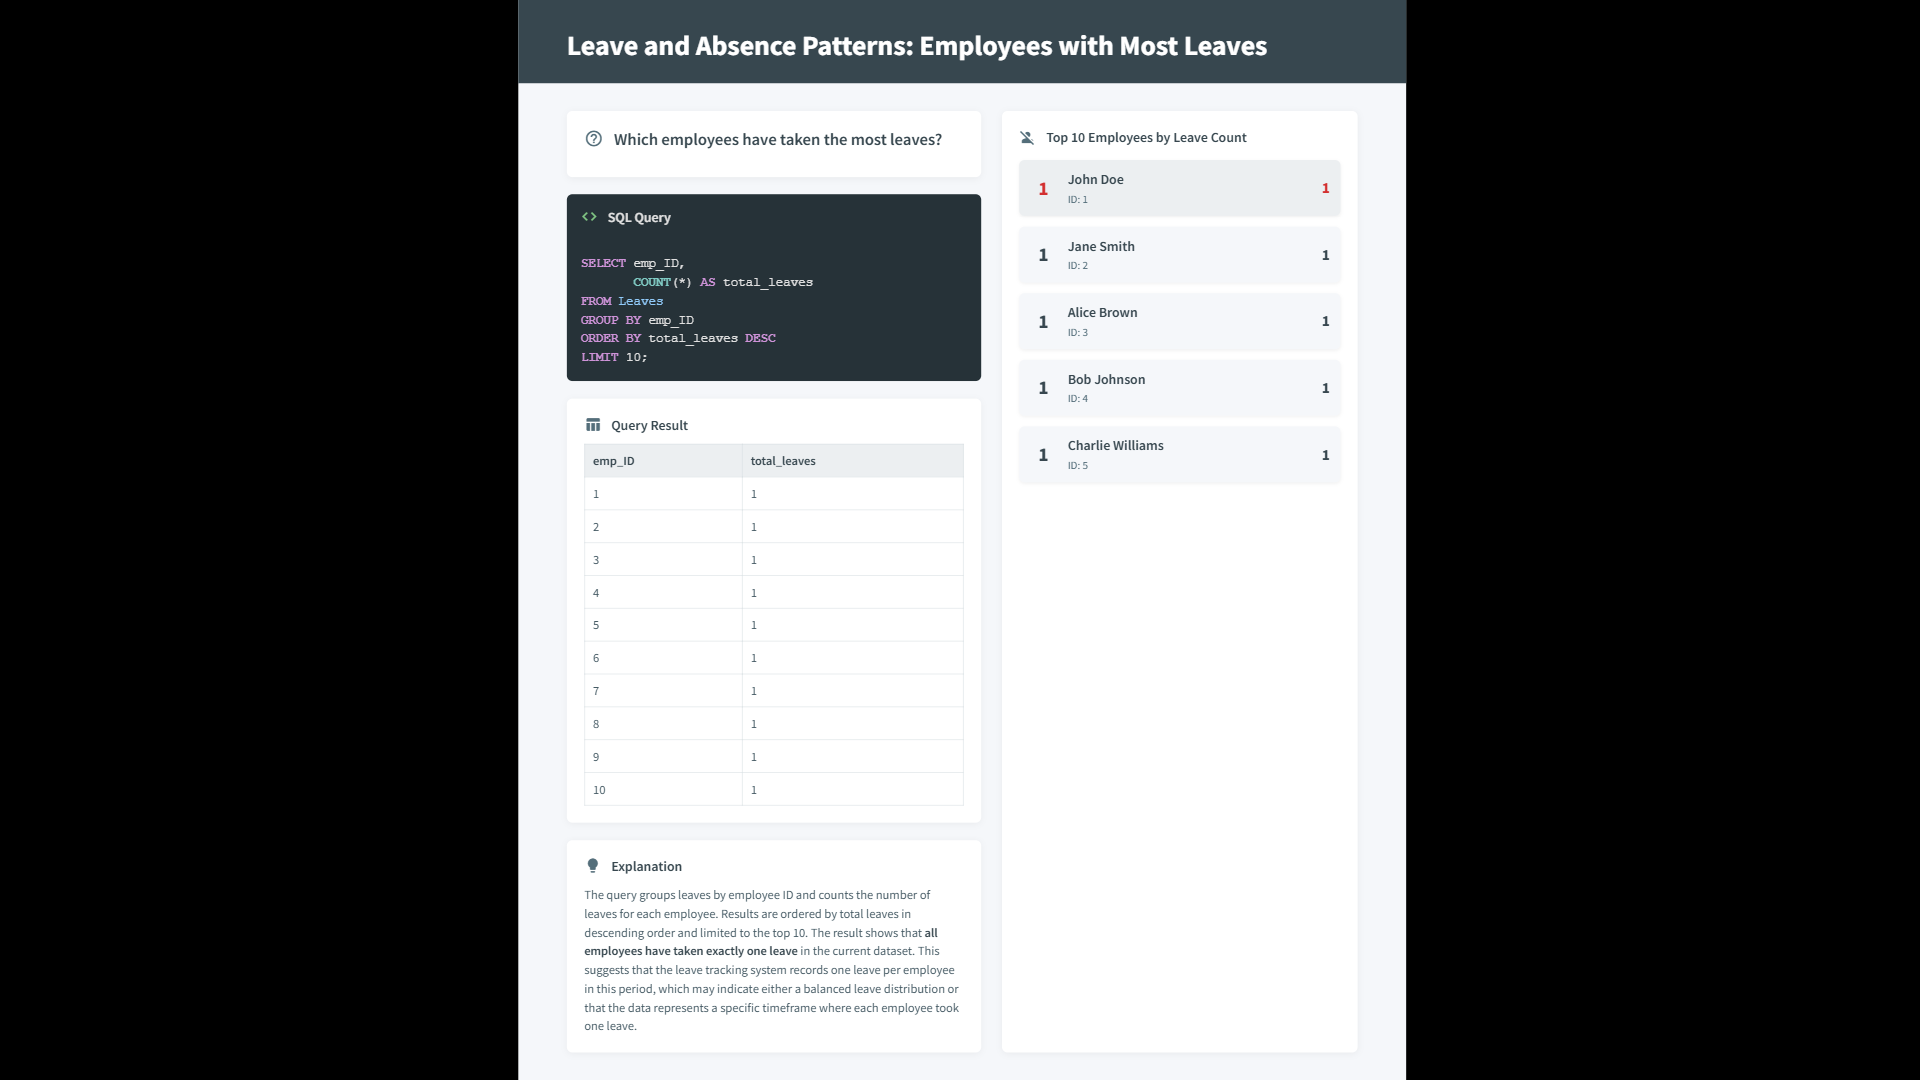 Leave and Absence Patterns: Employees with Most Leaves
Which employees have taken the most leaves?
SQL Query
SELECT emp_ID,
COUNT(*) AS total_leaves
FROM Leaves
GROUP BY emp_ID
ORDER BY total_leaves DESC
LIMIT 10;
Query Result
emp_ID total_leaves
1 1
2 1
3 1
4 1
5 1
6 1
7 1
8 1
9 1
10 1
Explanation
The query groups leaves by employee ID and counts the number of
leaves for each employee. Results are ordered by total leaves in
descending order and limited to the top 10. The result shows that all
employees have taken exactly one leave in the current dataset. This
suggests that the leave tracking system records one leave per employee
in this period, which may indicate either a balanced leave distribution or
that the data represents a specific timeframe where each employee took
one leave.
Top 10 Employees by Leave Count
1 John Doe 1
ID: 1
1 Jane Smith 1
ID: 2
1 Alice Brown 1
ID: 3
1 Bob Johnson 1
ID: 4
1 Charlie Williams 1
ID: 5